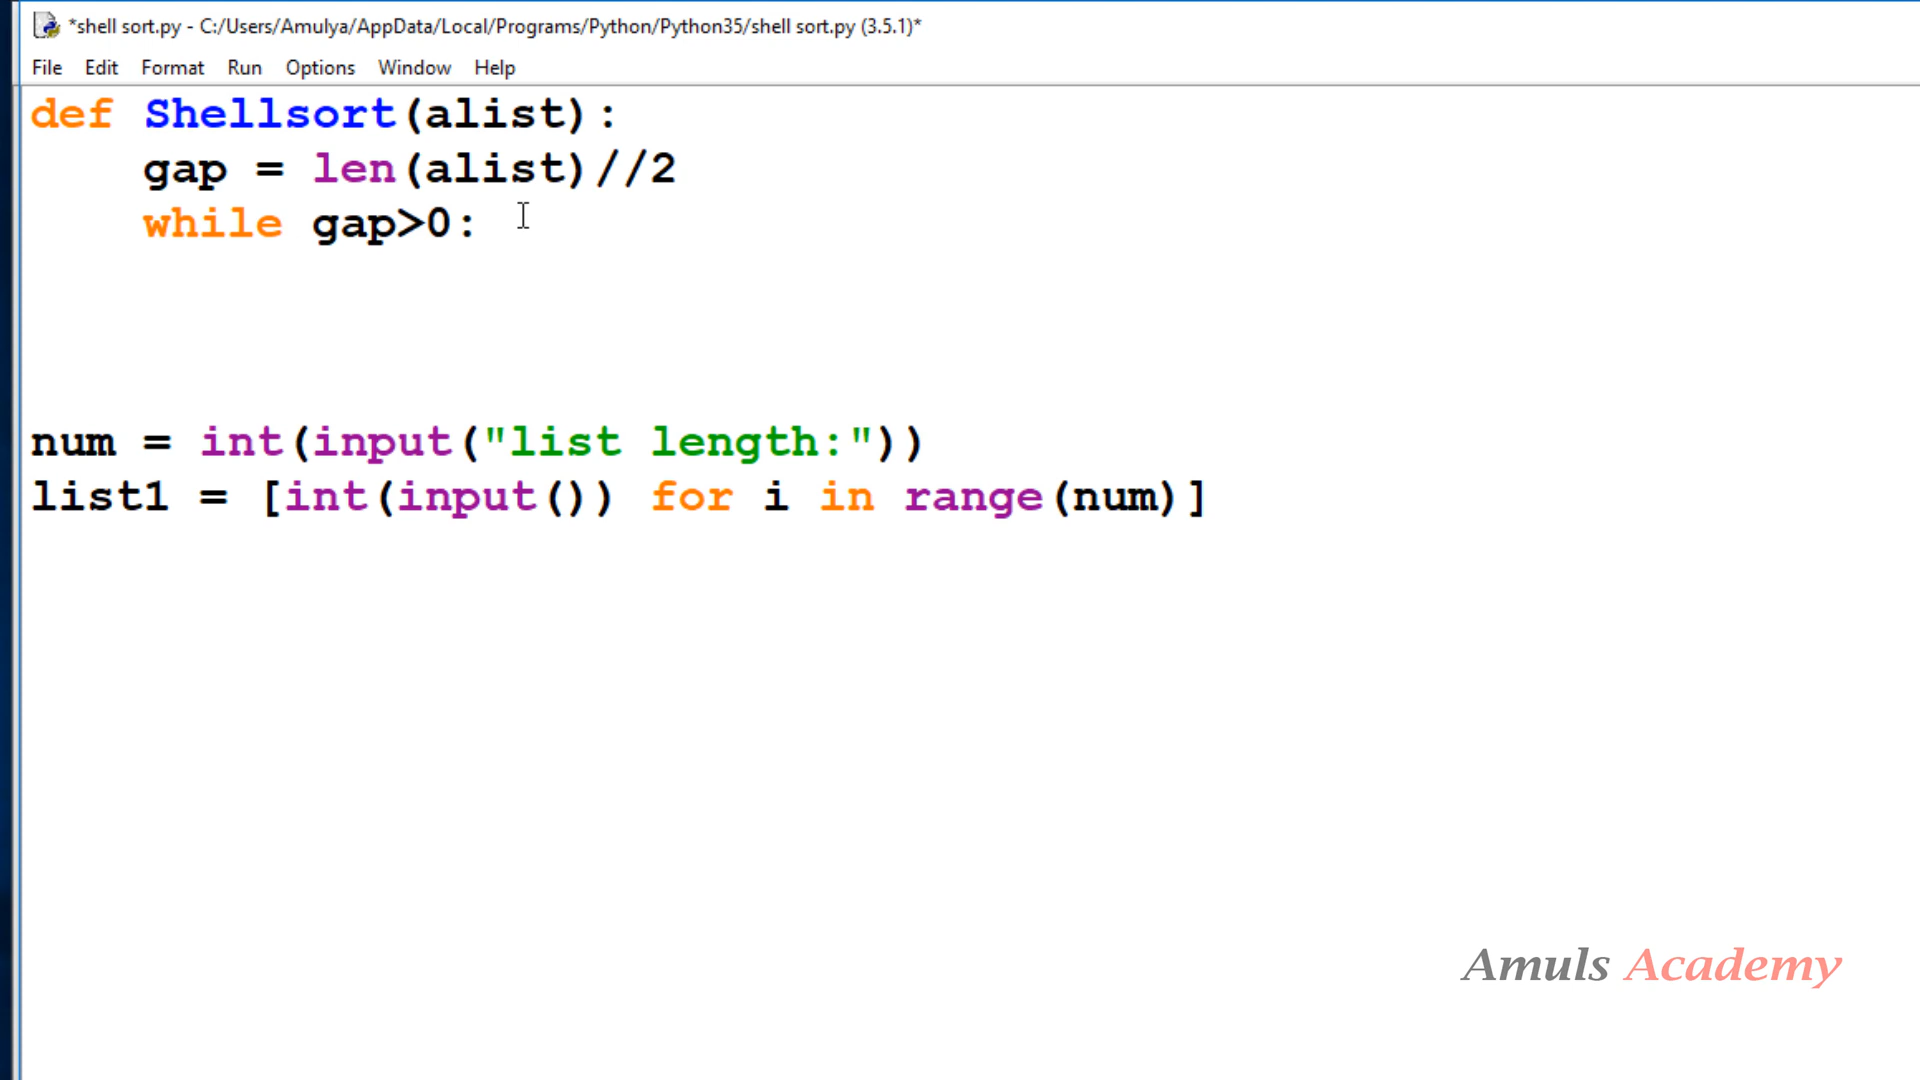 *shell sort.py - C:/Users/Amulya/AppData/Local/Programs/Python/Python35/shell sort.py (3.5.1)*
File Edit Format Run Options Window Help
def Shellsort(alist):
    gap = len(alist)//2
    while gap>0:
num = int(input("list length:"))
list1 = [int(input()) for i in range(num)]
Amuls Academy